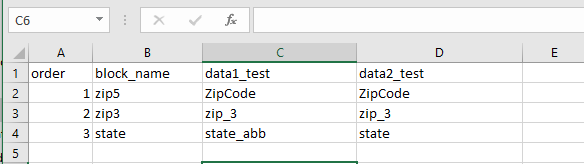 C6
A B C D E
1 order block_name data1_test data2_test
2 1 zip5 ZipCode ZipCode
3 2 zip3 zip_3 zip_3
4 3 state state_abb state
5